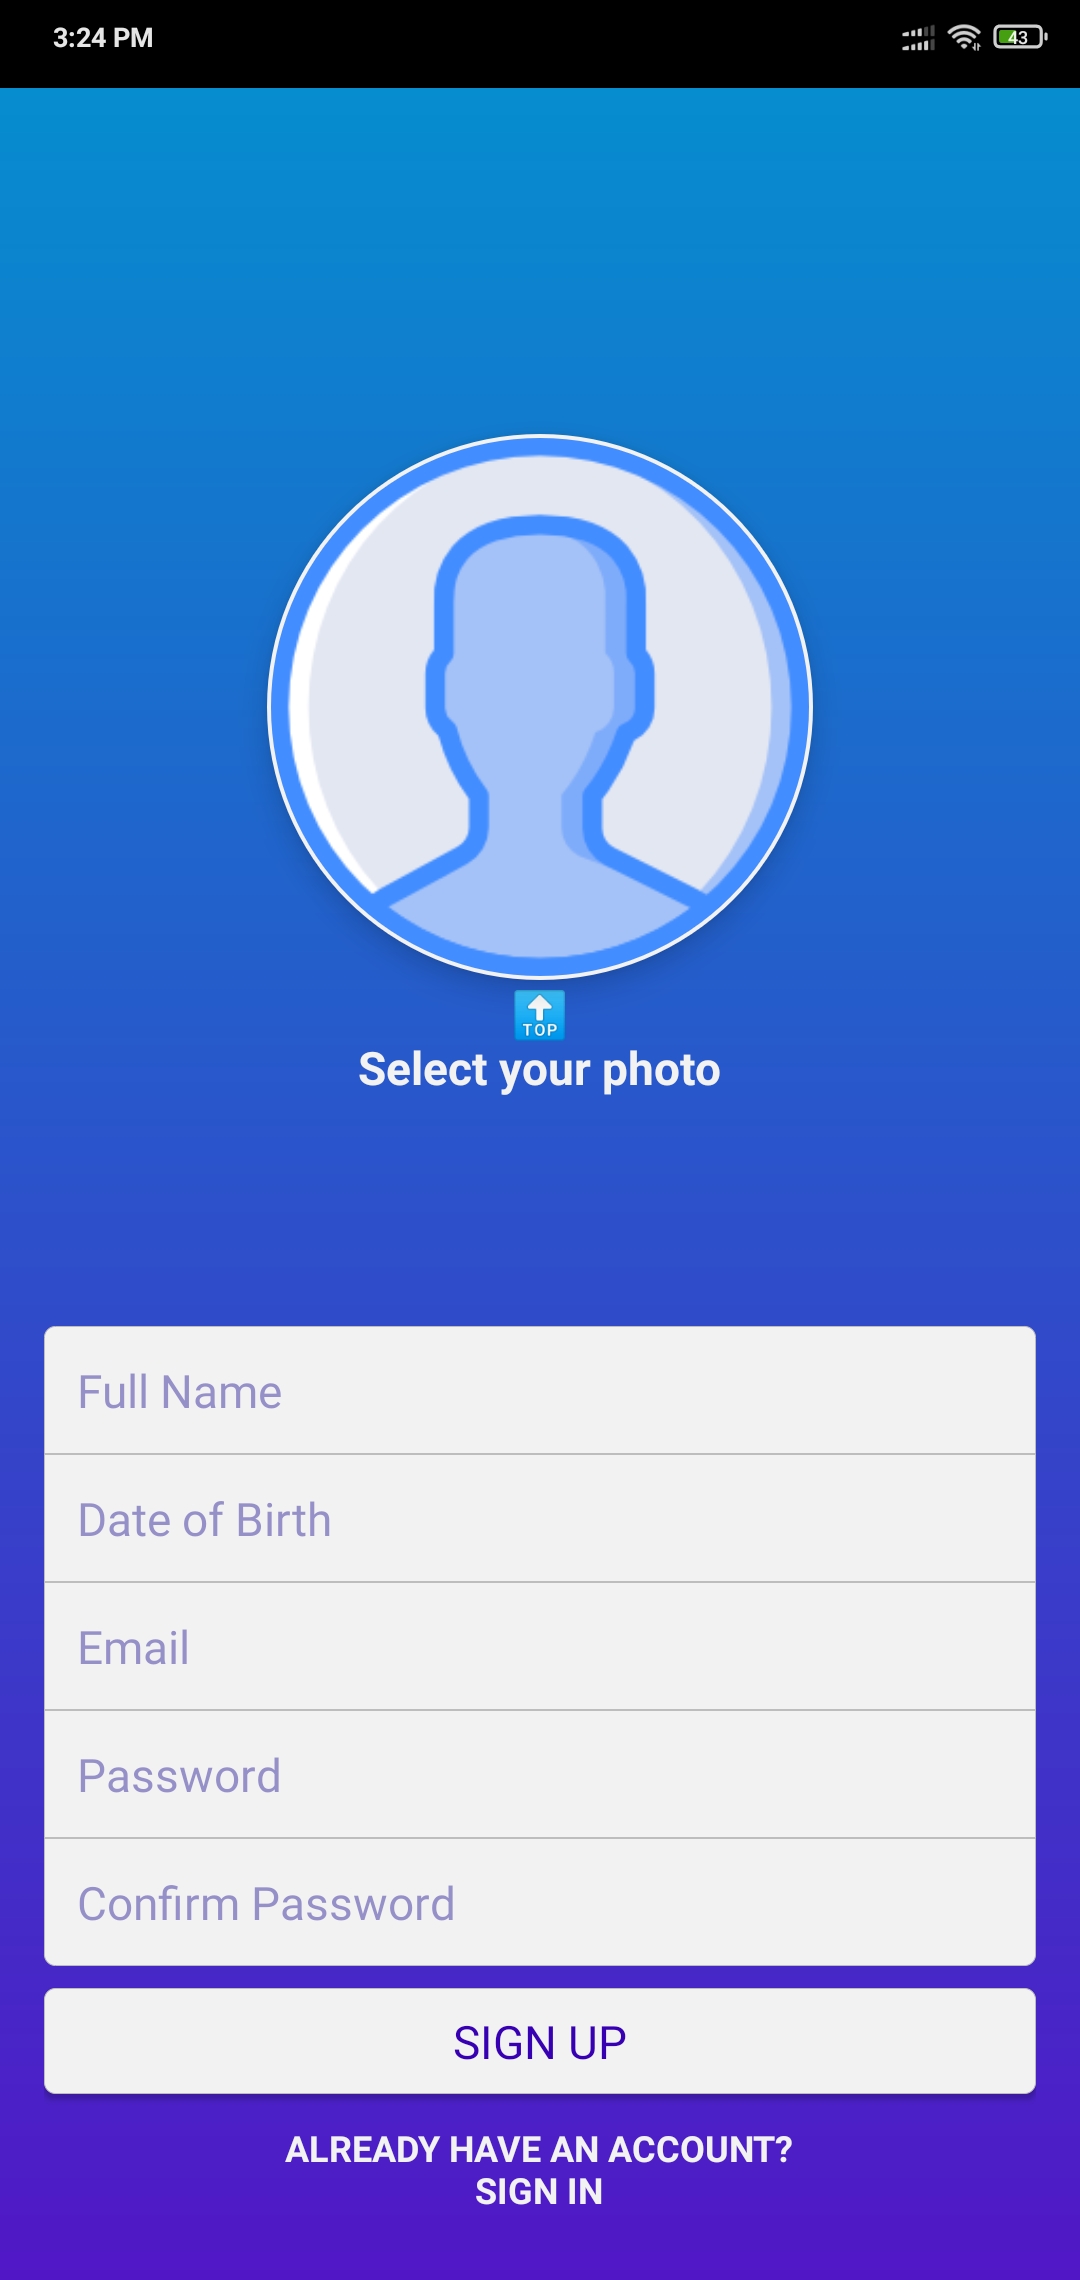 3:24 PM
43
TOP
Select your photo
Full Name
Date of Birth
Email
Password
Confirm Password
SIGN UP
ALREADY HAVE AN ACCOUNT?
SIGN IN